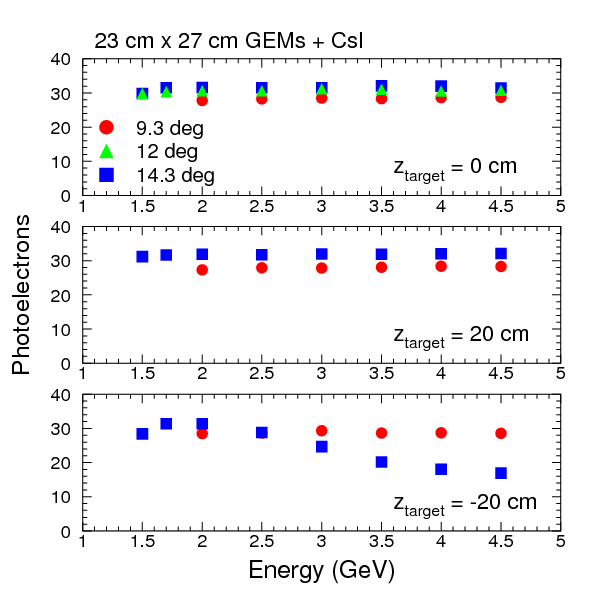 23 cm x 27 cm GEMs + CsI
40
30
20
10
0
9.3 deg
12 deg
14.3 deg
z_target = 0 cm
1 1.5 2 2.5 3 3.5 4 4.5 5
40
30
20
10
0
z_target = 20 cm
1 1.5 2 2.5 3 3.5 4 4.5 5
40
30
20
10
0
z_target = -20 cm
1 1.5 2 2.5 3 3.5 4 4.5 5
Photoelectrons
Energy (GeV)